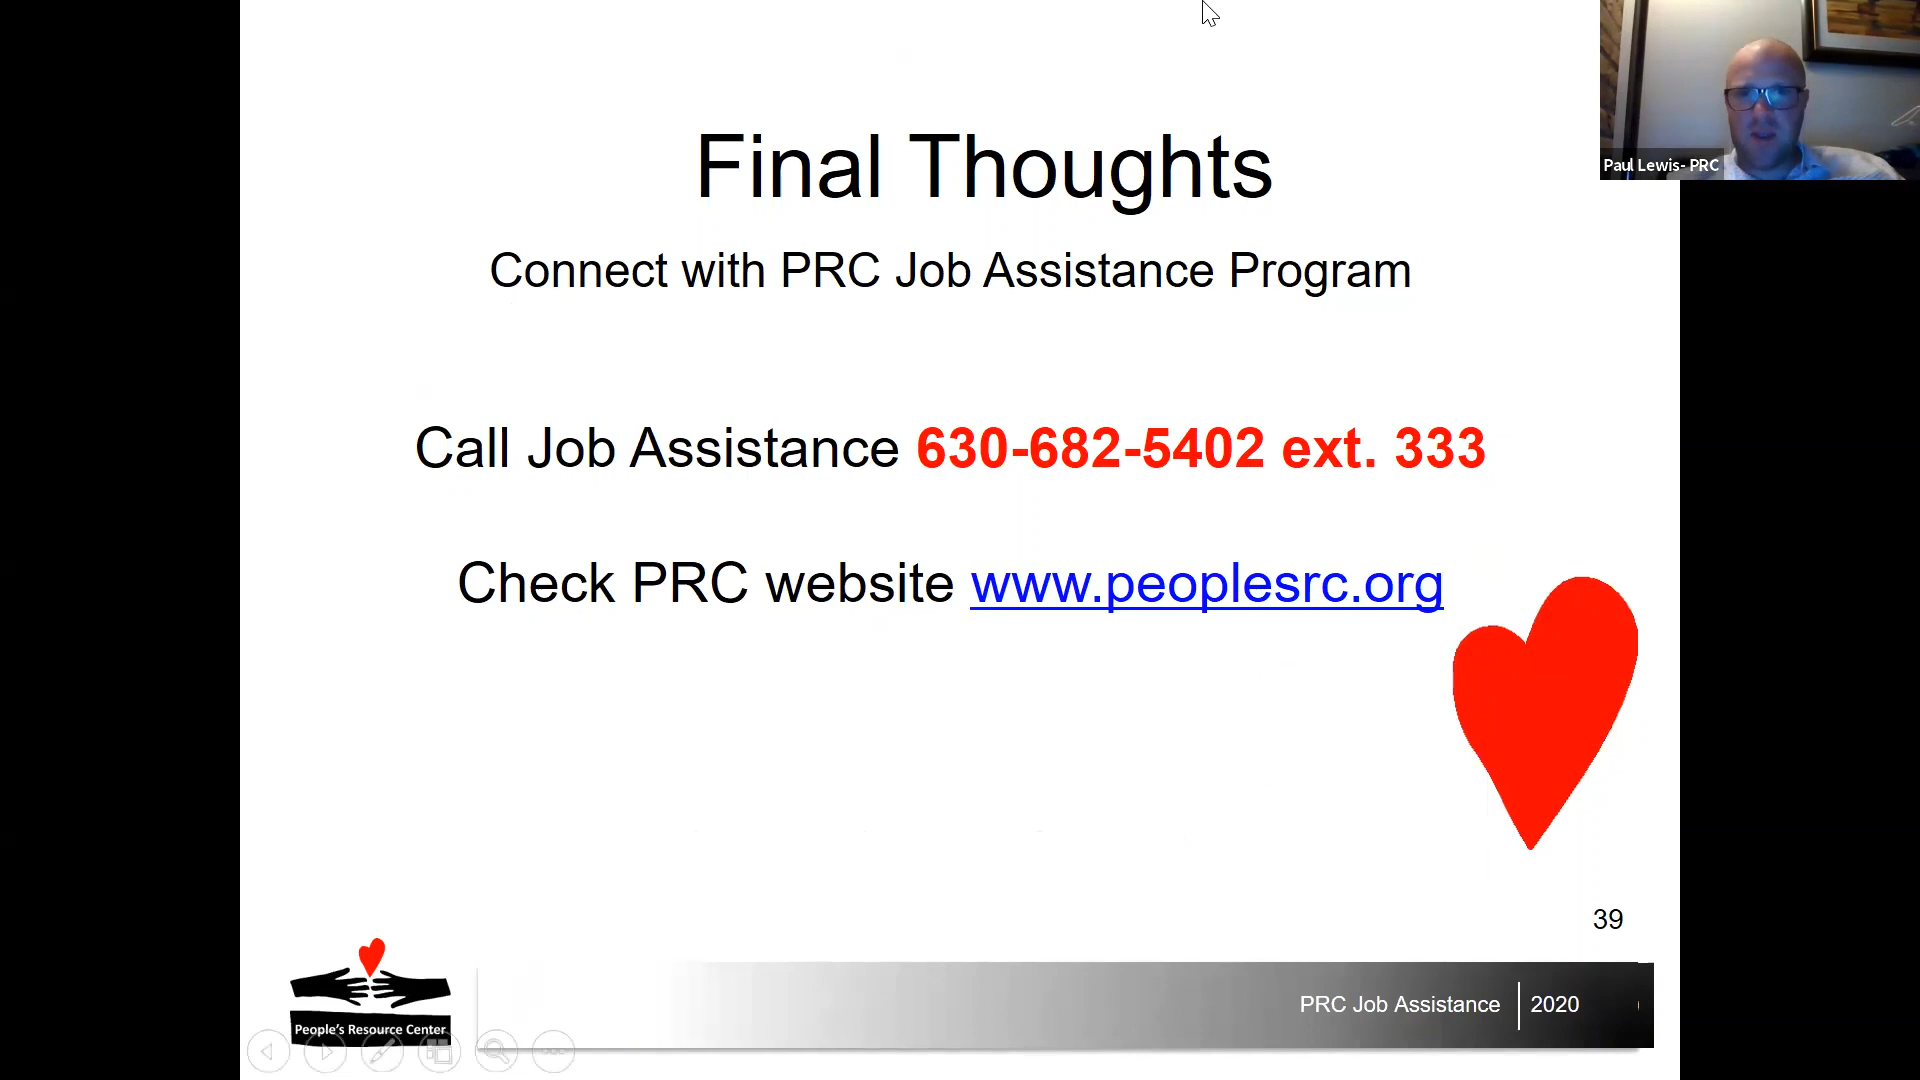 Final Thoughts
Paul Lewis- PRC
Connect with PRC Job Assistance Program
Call Job Assistance 630-682-5402 ext. 333
Check PRC website www.peoplesrc.org
39
People's Resource Center
PRC Job Assistance
2020